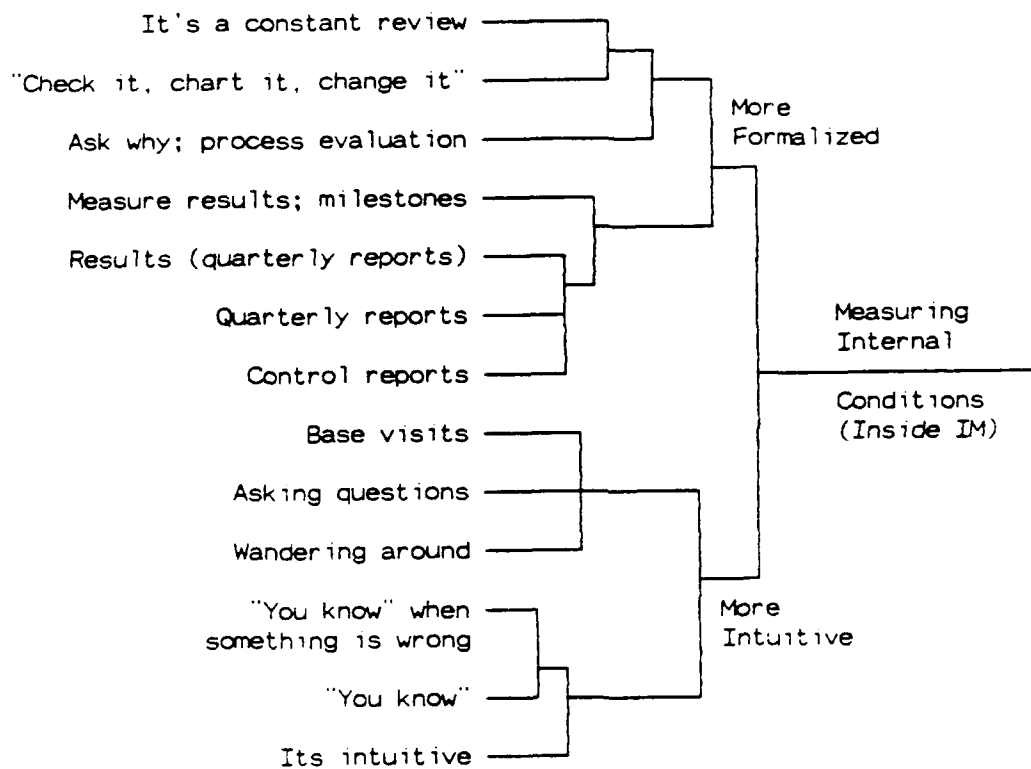 It's a constant review
"Check it, chart it, change it"
Ask why; process evaluation
Measure results; milestones
Results (quarterly reports)
Quarterly reports
Control reports
Base visits
Asking questions
Wandering around
"You know" when
something is wrong
"You know"
Its intuitive
More
Formalized
More
Intuitive
Measuring
Internal
Conditions
(Inside IM)